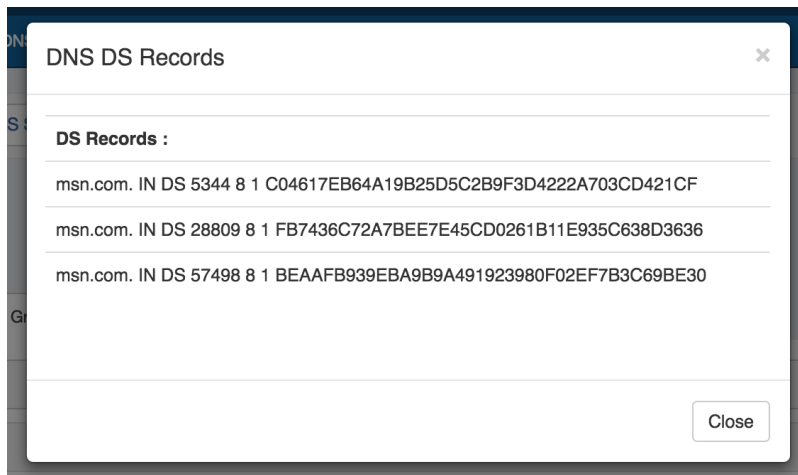 DNS DS Records
×
DS Records :
msn.com. IN DS 5344 8 1 C04617EB64A19B25D5C2B9F3D4222A703CD421CF
msn.com. IN DS 28809 8 1 FB7436C72A7BEE7E45CD0261B11E935C638D3636
msn.com. IN DS 57498 8 1 BEAAFB939EBA9B9A491923980F02EF7B3C69BE30
Close